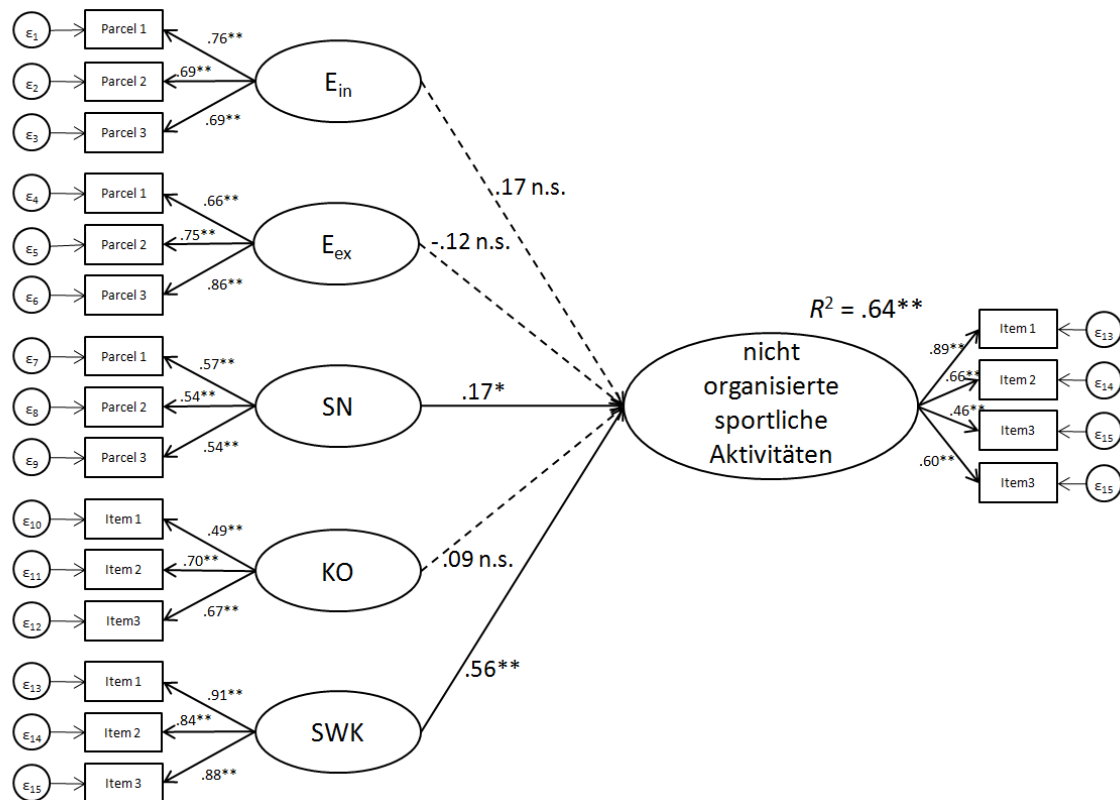 ε1 Parcel 1 .76**
ε2 Parcel 2 .69**
ε3 Parcel 3 .69**
Ein
.17 n.s.
ε4 Parcel 1 .66**
ε5 Parcel 2 .75**
ε6 Parcel 3 .86**
Eex
-.12 n.s.
ε7 Parcel 1 .57**
ε8 Parcel 2 .54**
ε9 Parcel 3 .54**
SN
.17*
ε10 Item 1 .49**
ε11 Item 2 .70**
ε12 Item3 .67**
KO
.09 n.s.
ε13 Item 1 .91**
ε14 Item 2 .84**
ε15 Item 3 .88**
SWK
.56**
R² = .64**
nicht
organisierte
sportliche
Aktivitäten
.89** Item 1 ε13
.66** Item 2 ε14
.46** Item3 ε15
.60** Item3 ε15